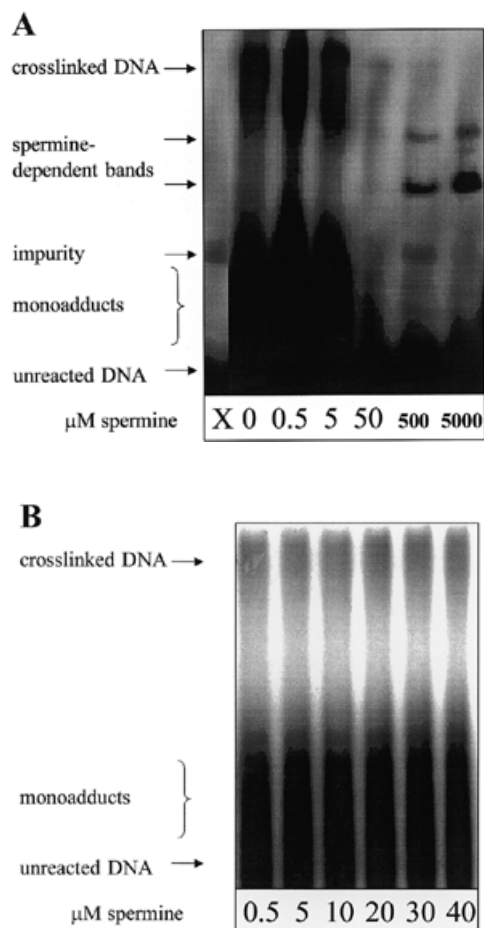 A
crosslinked DNA
spermine-
dependent bands
impurity
monoadducts
unreacted DNA
μM spermine X 0 0.5 5 50 500 5000
B
crosslinked DNA
monoadducts
unreacted DNA
μM spermine 0.5 5 10 20 30 40